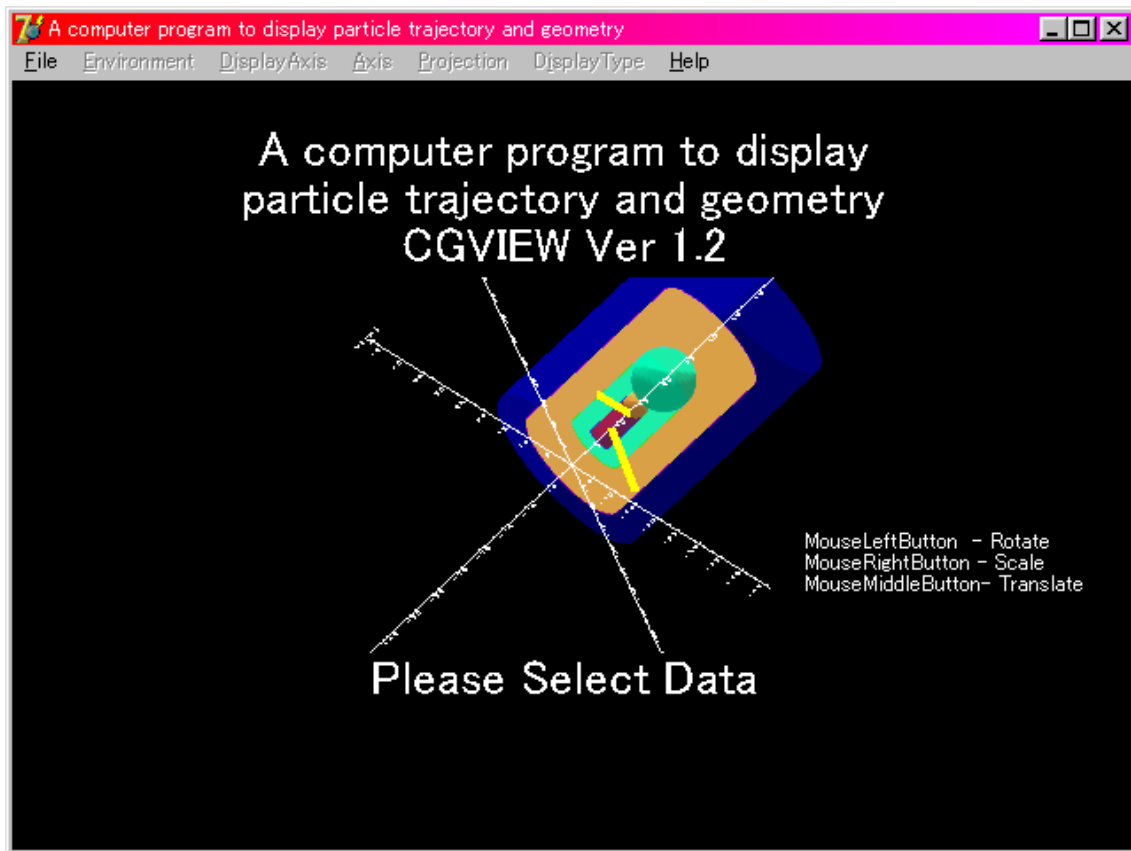 A computer program to display particle trajectory and geometry
File Environment DisplayAxis Axis Projection DisplayType Help
A computer program to display
particle trajectory and geometry
CGVIEW Ver 1.2
MouseLeftButton - Rotate
MouseRightButton - Scale
MouseMiddleButton- Translate
Please Select Data